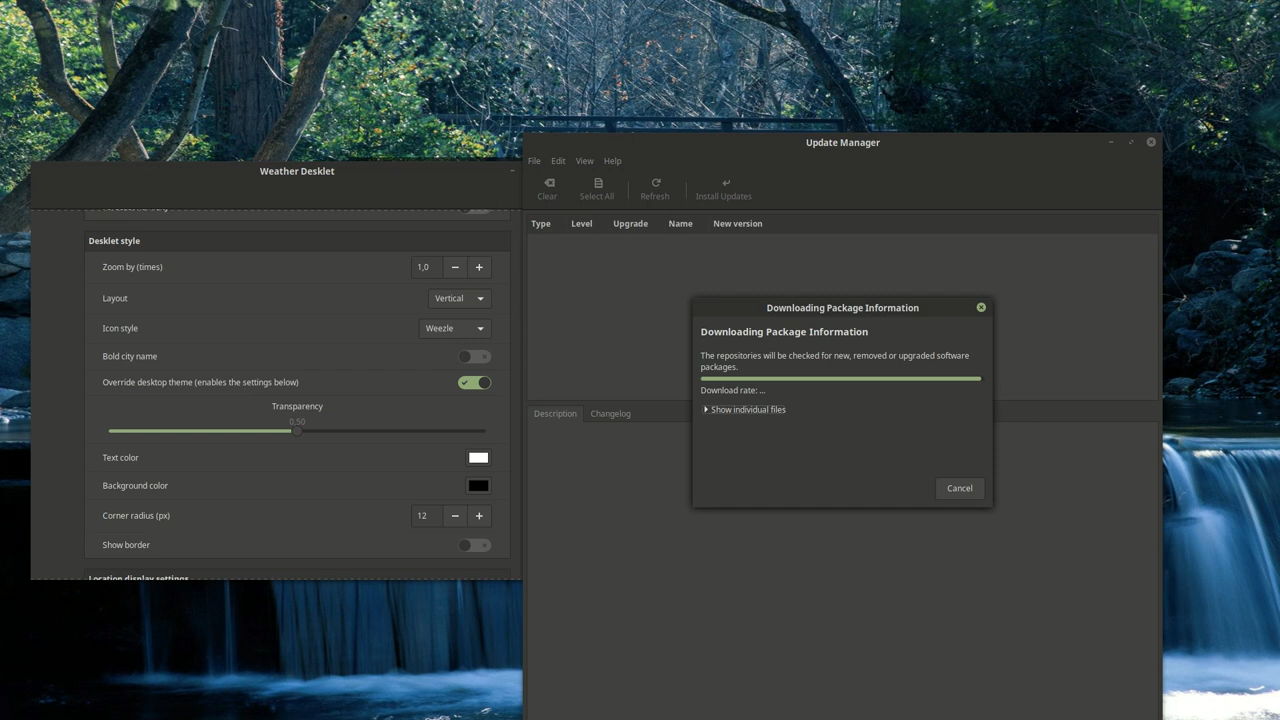 Weather Desklet
Desklet style
Zoom by (times)
1,0
Layout
Vertical
Icon style
Weezle
Bold city name
Override desktop theme (enables the settings below)
Transparency
0,50
Text color
Background color
Corner radius (px)
12
Show border
Location display settings
Update Manager
File Edit View Help
Clear Select All Refresh Install Updates
Type Level Upgrade Name New version
Description Changelog
Downloading Package Information
Downloading Package Information
The repositories will be checked for new, removed or upgraded software
packages.
Download rate: ...
Show individual files
Cancel